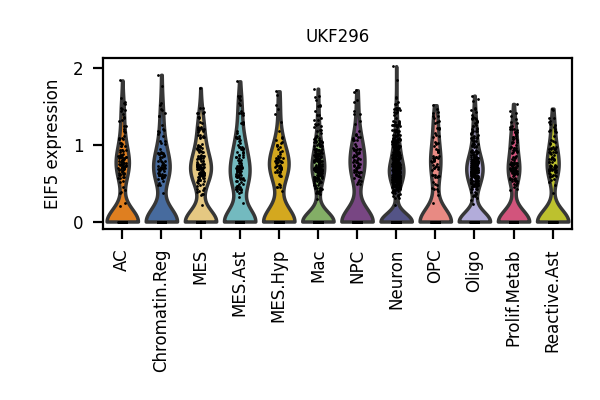 UKF296
EIF5 expression
2
1
0
AC
Chromatin.Reg
MES
MES.Ast
MES.Hyp
Mac
NPC
Neuron
OPC
Oligo
Prolif.Metab
Reactive.Ast